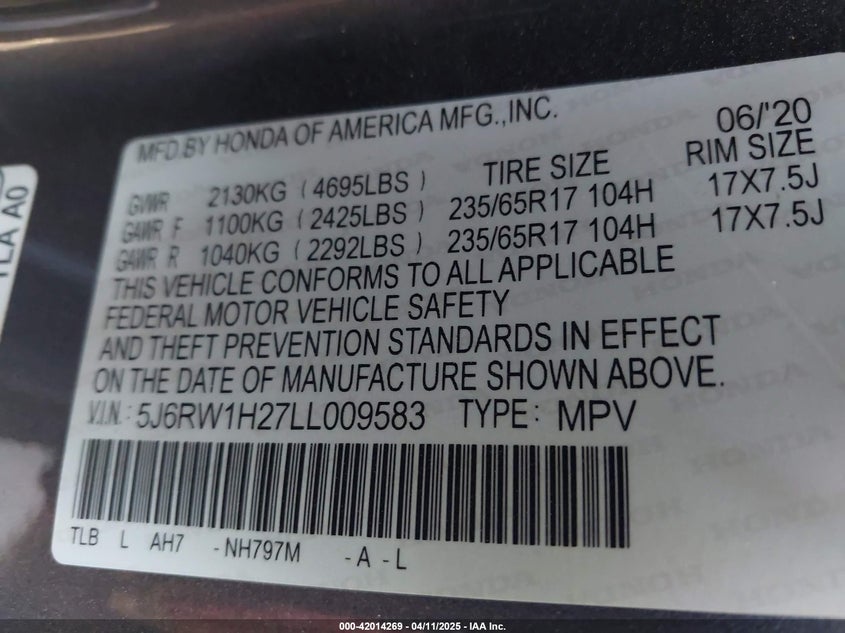 MFD.BY HONDA OF AMERICA MFG.,INC. 06/'20
TIRE SIZE RIM SIZE
GVWR 2130KG ( 4695LBS )
GAWR F 1100KG ( 2425LBS ) 235/65R17 104H 17X7.5J
GAWR R 1040KG ( 2292LBS ) 235/65R17 104H 17X7.5J
THIS VEHICLE CONFORMS TO ALL APPLICABLE
FEDERAL MOTOR VEHICLE SAFETY
AND THEFT PREVENTION STANDARDS IN EFFECT
ON THE DATE OF MANUFACTURE SHOWN ABOVE.
V.I.N.: 5J6RW1H27LL009583 TYPE: MPV
TLB L AH7 -NH797M -A-L
TLA A0
000-42014269 - 04/11/2025 - IAA Inc.